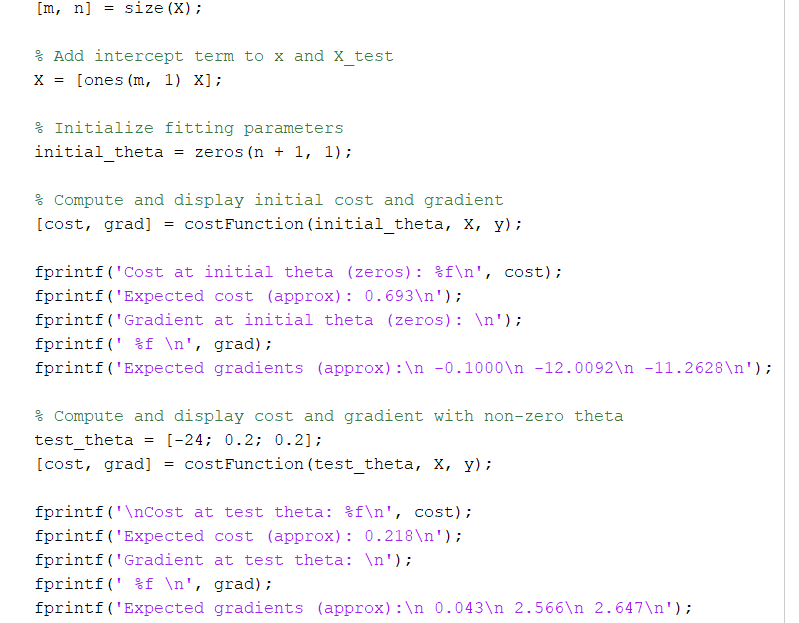 [m, n] = size(X);
% Add intercept term to x and X_test
X = [ones(m, 1) X];
% Initialize fitting parameters
initial_theta = zeros(n + 1, 1);
% Compute and display initial cost and gradient
[cost, grad] = costFunction(initial_theta, X, y);
fprintf('Cost at initial theta (zeros): %f\n', cost);
fprintf('Expected cost (approx): 0.693\n');
fprintf('Gradient at initial theta (zeros): \n');
fprintf(' %f \n', grad);
fprintf('Expected gradients (approx):\n -0.1000\n -12.0092\n -11.2628\n');
% Compute and display cost and gradient with non-zero theta
test_theta = [-24; 0.2; 0.2];
[cost, grad] = costFunction(test_theta, X, y);
fprintf('\nCost at test theta: %f\n', cost);
fprintf('Expected cost (approx): 0.218\n');
fprintf('Gradient at test theta: \n');
fprintf(' %f \n', grad);
fprintf('Expected gradients (approx):\n 0.043\n 2.566\n 2.647\n');